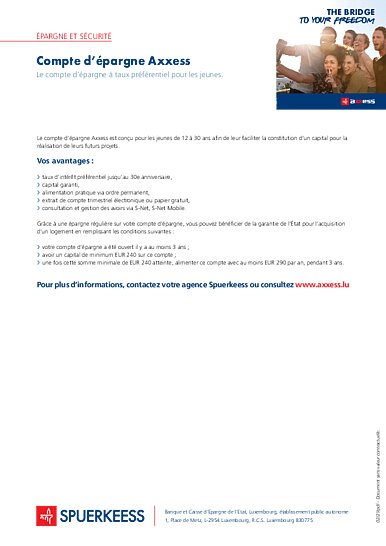 THE BRIDGE
TO YOUR FREEDOM
ÉPARGNE ET SÉCURITÉ
Compte d'épargne Axxess
Le compte d'épargne à taux préférentiel pour les jeunes.
axxess
Le compte d'épargne Axxess est conçu pour les jeunes de 12 à 30 ans afin de leur faciliter la constitution d'un capital pour la
réalisation de leurs futurs projets.
Vos avantages :
taux d'intérêt préférentiel jusqu'au 30e anniversaire,
capital garanti,
alimentation pratique via ordre permanent,
extrait de compte trimestriel électronique ou papier gratuit,
consultation et gestion des avoirs via S-Net, S-Net Mobile.
Grâce à une épargne régulière sur votre compte d'épargne, vous pouvez bénéficier de la garantie de l'État pour l'acquisition
d'un logement en remplissant les conditions suivantes :
votre compte d'épargne a été ouvert il y a au moins 3 ans ;
avoir un capital de minimum EUR 240 sur ce compte ;
une fois cette somme minimale de EUR 240 atteinte, alimenter ce compte avec au moins EUR 290 par an, pendant 3 ans.
Pour plus d'informations, contactez votre agence Spuerkeess ou consultez www.axxess.lu
Document sans valeur contractuelle.
SPUERKEESS
Banque et Caisse d'Épargne de l'État, Luxembourg, établissement public autonome
1, Place de Metz, L-2954 Luxembourg, R.C.S. Luxembourg B30775